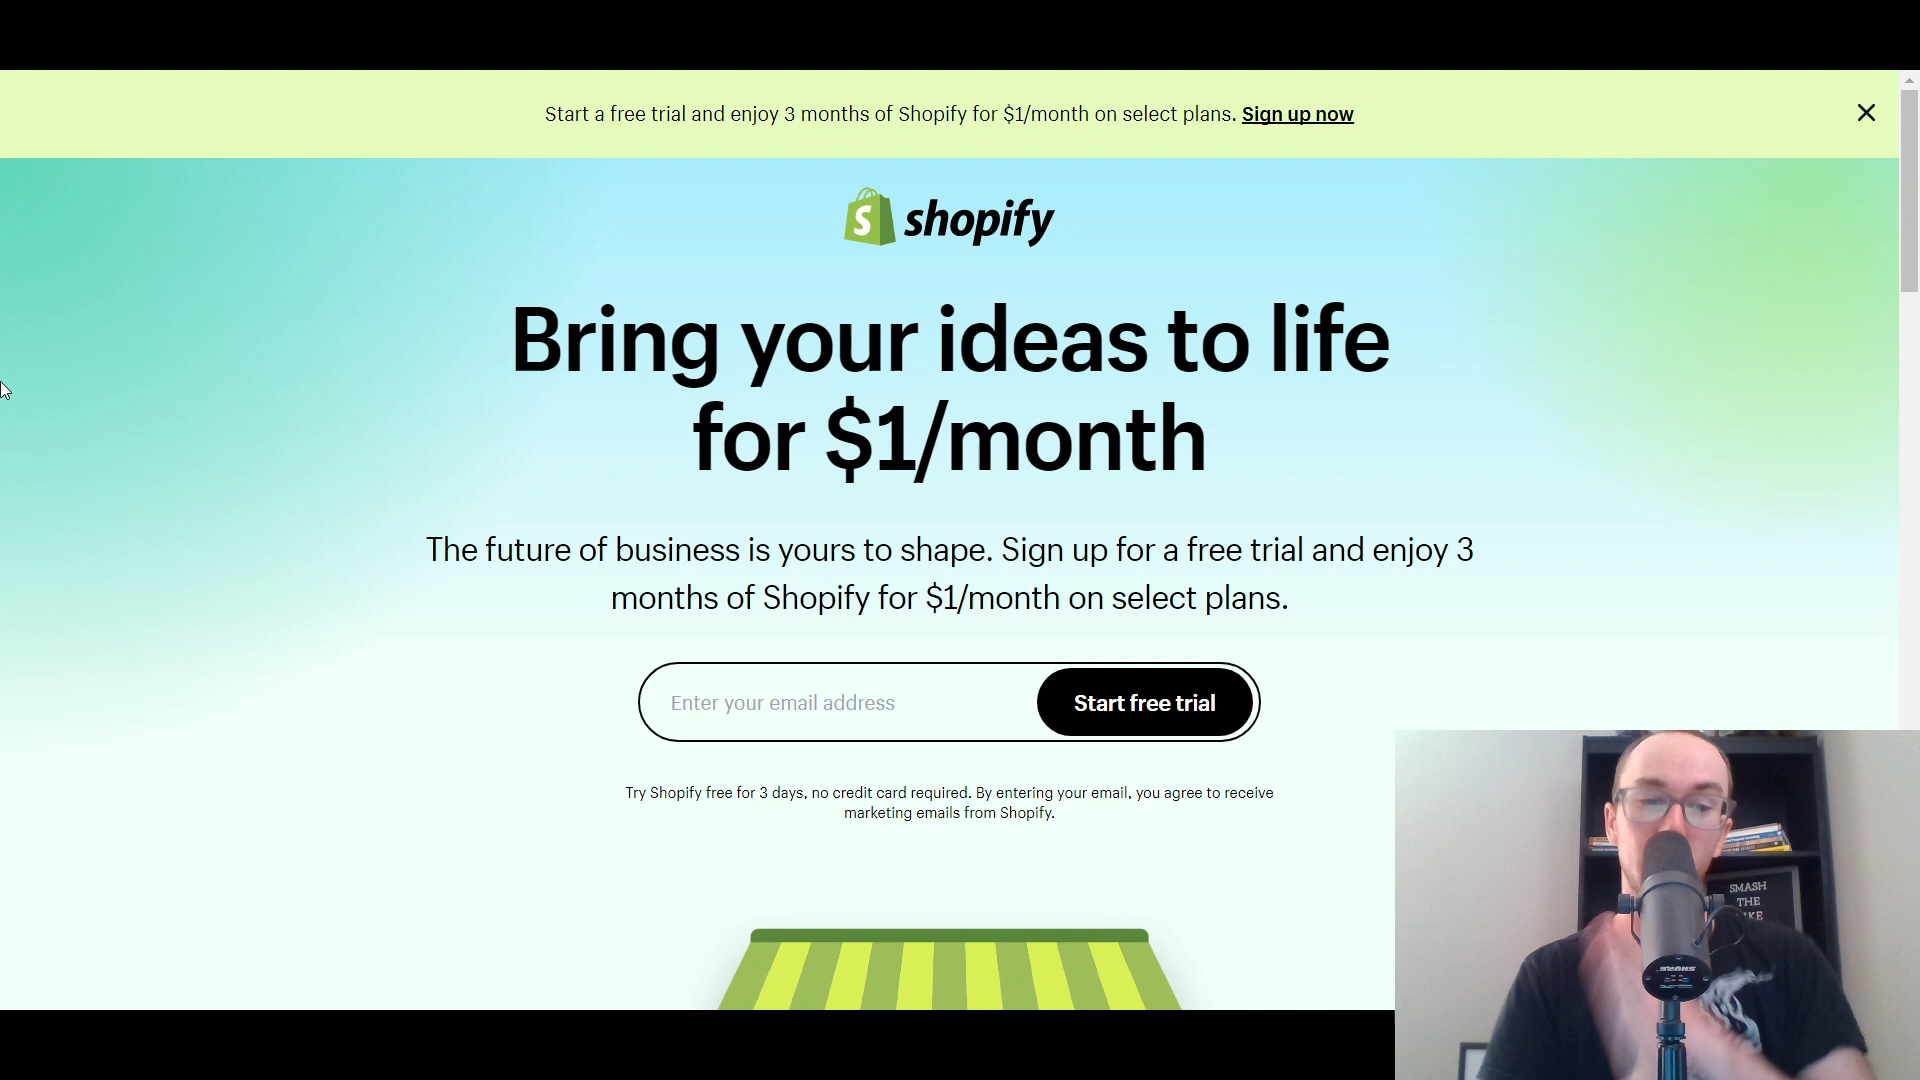 Start a free trial and enjoy 3 months of Shopify for $1/month on select plans. Sign up now
shopify
Bring your ideas to life
for $1/month
The future of business is yours to shape. Sign up for a free trial and enjoy 3
months of Shopify for $1/month on select plans.
Enter your email address
Start free trial
Try Shopify free for 3 days, no credit card required. By entering your email, you agree to receive
marketing emails from Shopify.
SMASH
THE
SHURE